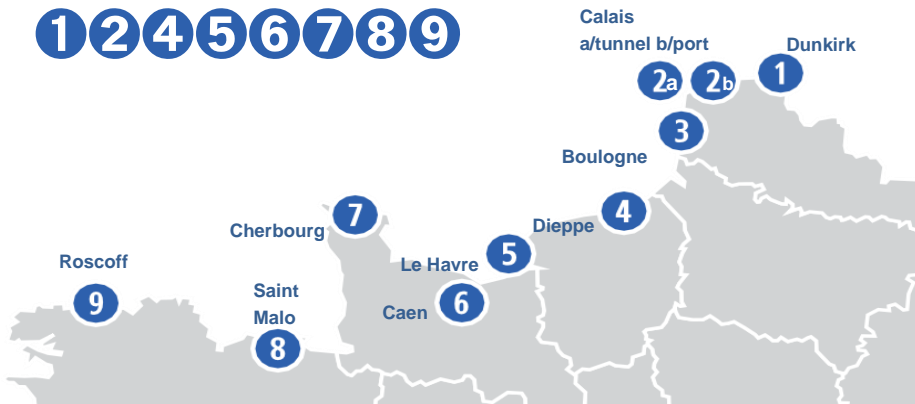 1 2 4 5 6 7 8 9
Calais
a/tunnel b/port
Dunkirk
2a
2b
1
3
Boulogne
4
Dieppe
7
Cherbourg
5
Le Havre
Roscoff
9
Saint
Malo
8
Caen
6